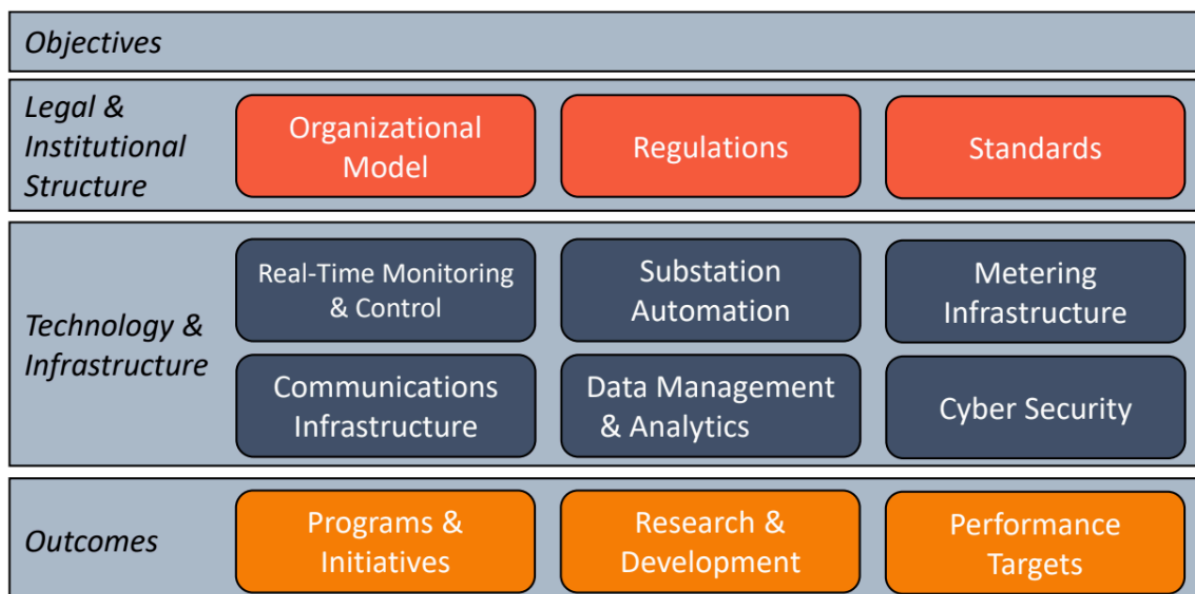 Objectives
Legal &
Institutional
Structure
Organizational
Model
Regulations
Standards
Technology &
Infrastructure
Real-Time Monitoring
& Control
Substation
Automation
Metering
Infrastructure
Communications
Infrastructure
Data Management
& Analytics
Cyber Security
Outcomes
Programs &
Initiatives
Research &
Development
Performance
Targets